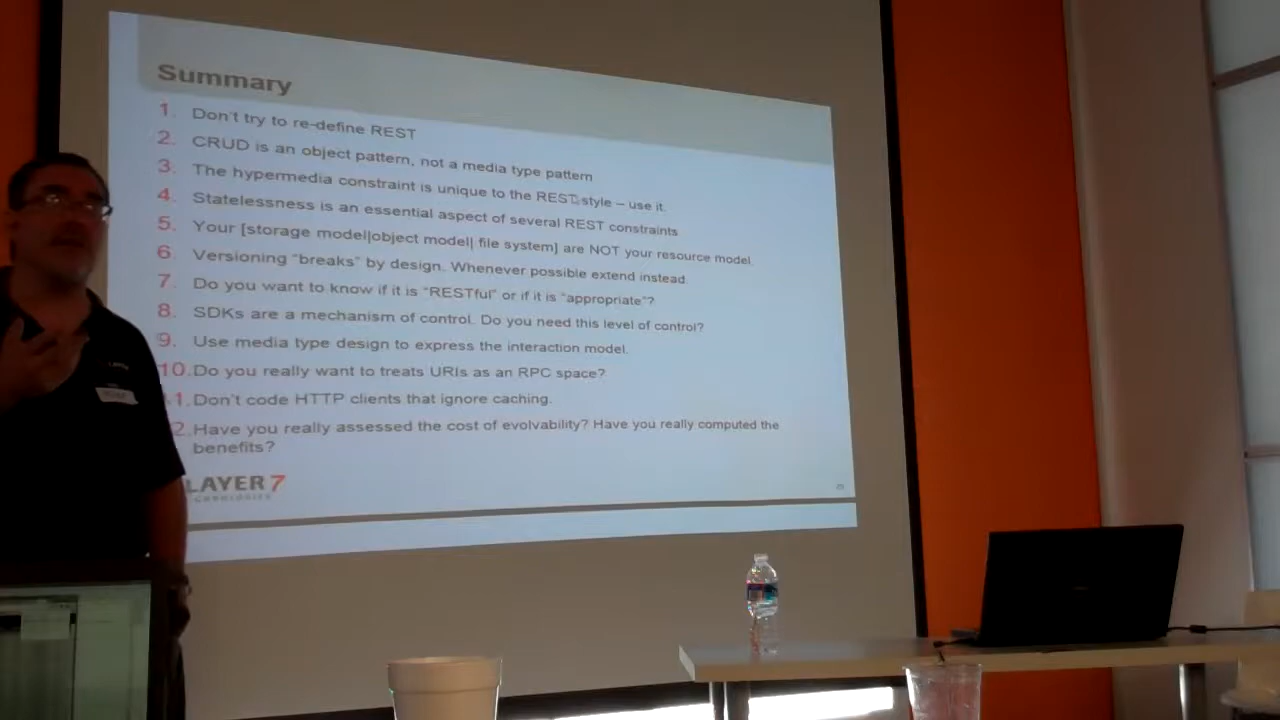 Summary
1. Don't try to re-define REST
2. CRUD is an object pattern, not a media type pattern
3. The hypermedia constraint is unique to the REST style – use it.
4. Statelessness is an essential aspect of several REST constraints
5. Your [storage model|object model| file system] are NOT your resource model.
6. Versioning "breaks" by design. Whenever possible extend instead.
7. Do you want to know if it is "RESTful" or if it is "appropriate"?
8. SDKs are a mechanism of control. Do you need this level of control?
9. Use media type design to express the interaction model.
10. Do you really want to treats URIs as an RPC space?
1. Don't code HTTP clients that ignore caching.
2. Have you really assessed the cost of evolvability? Have you really computed the
benefits?
LAYER 7